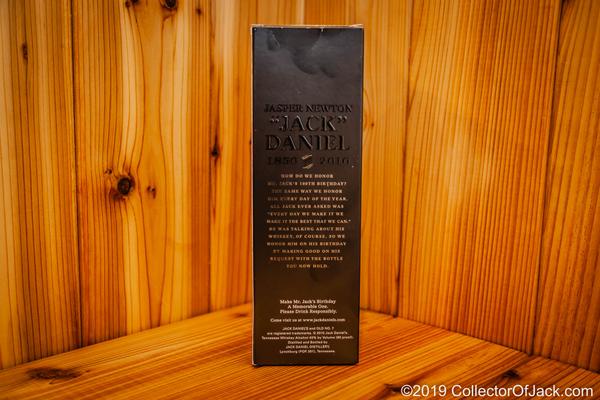 JASPER NEWTON
"JACK"
DANIEL
1850 2010
HOW DO WE HONOR
MR. JACK'S 160TH BIRTHDAY?
THE SAME WAY WE HONOR
HIM EVERY DAY OF THE YEAR.
ALL JACK EVER ASKED WAS
"EVERY DAY WE MAKE IT WE
MAKE IT THE BEST THAT WE CAN."
HE WAS TALKING ABOUT HIS
WHISKEY, OF COURSE, SO WE
HONOR HIM ON HIS BIRTHDAY
BY MAKING GOOD ON HIS
REQUEST WITH THE BOTTLE
YOU NOW HOLD.
Make Mr. Jack's Birthday
A Memorable One.
Please Drink Responsibly.
Come visit us at www.jackdaniels.com
JACK DANIEL'S and OLD NO. 7
are registered trademarks. © 2010 Jack Daniel's.
Tennessee Whiskey Alcohol 40% by Volume (80 proof).
Distilled and Bottled by
JACK DANIEL DISTILLERY,
Lynchburg (POP. 361), Tennessee.
©2019 CollectorOfJack.com